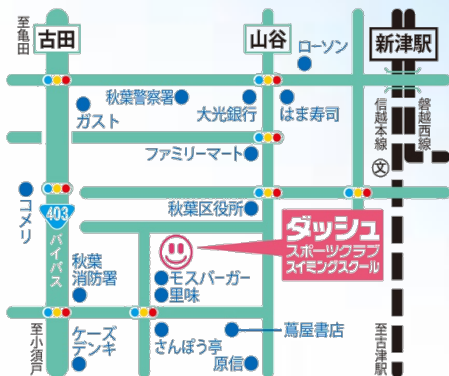 至亀田
古田
山谷
ローソン
新津駅
秋葉警察署
ガスト
大光銀行
はま寿司
信越本線
磐越西線
文
ファミリーマート
コメリ
403
バイパス
秋葉区役所
ダッシュ
スポーツクラブ
スイミングスクール
秋葉
消防署
モスバーガー
里味
至小須戸
ケーズ
デンキ
さんぽう亭
蔦屋書店
原信
至古津駅